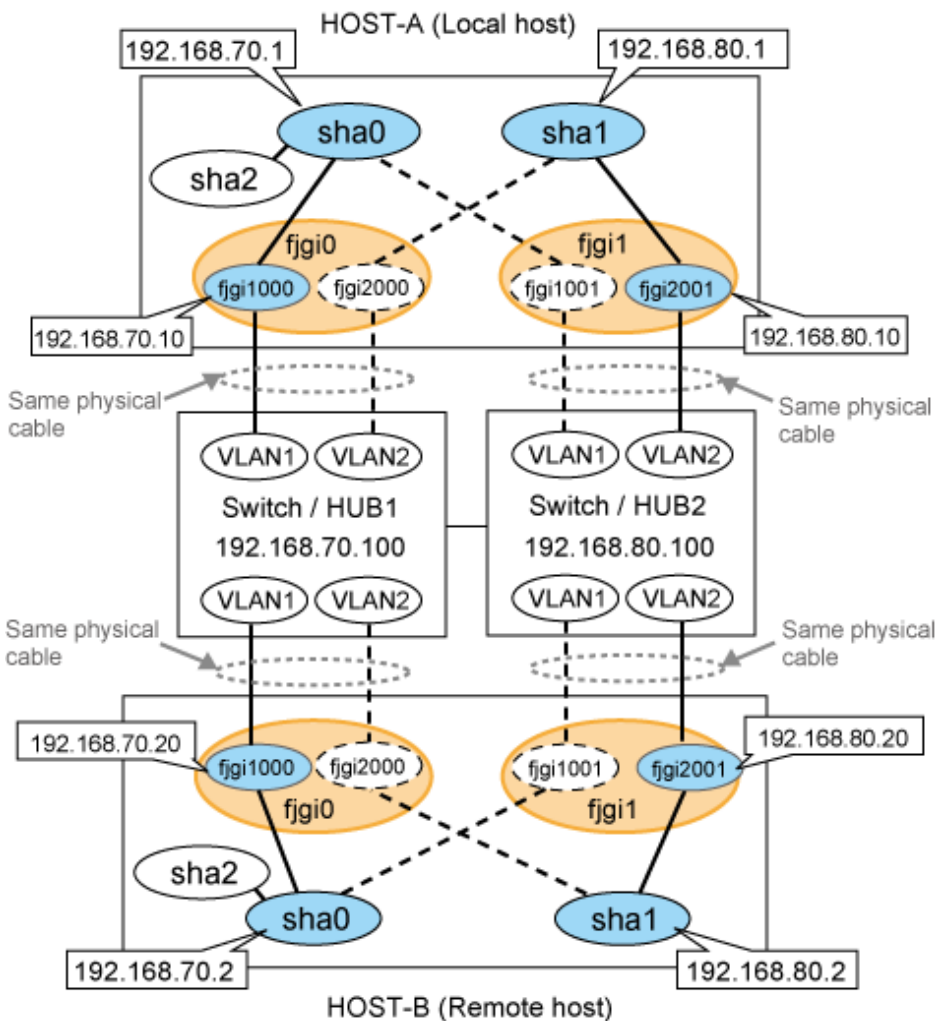 HOST-A (Local host)
192.168.70.1
192.168.80.1
sha0
sha1
sha2
fjgi0
fjgi1
fjgi1000
fjgi2000
fjgi1001
fjgi2001
192.168.70.10
192.168.80.10
Same physical
cable
Same physical
cable
VLAN1
VLAN2
VLAN1
VLAN2
Switch / HUB1
192.168.70.100
Switch / HUB2
192.168.80.100
VLAN1
VLAN2
VLAN1
VLAN2
Same physical
cable
Same physical
cable
192.168.70.20
192.168.80.20
fjgi1000
fjgi2000
fjgi1001
fjgi2001
fjgi0
fjgi1
sha2
sha0
sha1
192.168.70.2
192.168.80.2
HOST-B (Remote host)